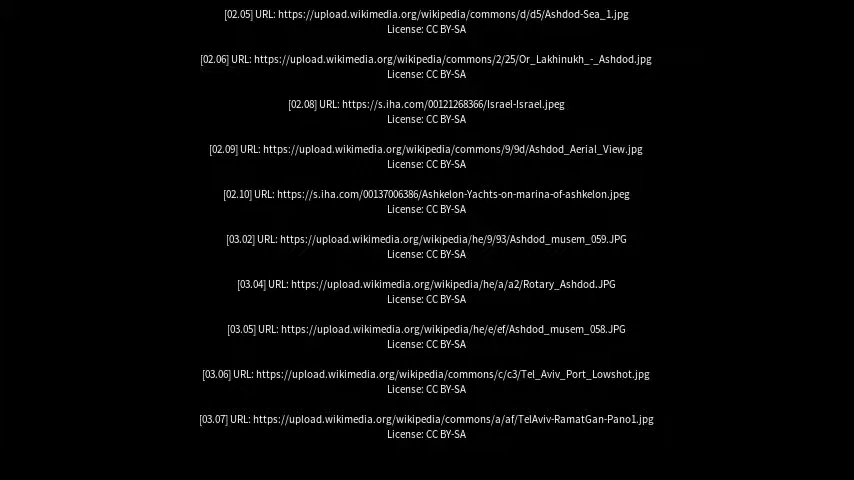 [02.05] URL: https://upload.wikimedia.org/wikipedia/commons/d/d5/Ashdod-Sea_1.jpg
License: CC BY-SA
[02.06] URL: https://upload.wikimedia.org/wikipedia/commons/2/25/Or_Lakhinukh_-_Ashdod.jpg
License: CC BY-SA
[02.08] URL: https://s.iha.com/00121268366/Israel-Israel.jpeg
License: CC BY-SA
[02.09] URL: https://upload.wikimedia.org/wikipedia/commons/9/9d/Ashdod_Aerial_View.jpg
License: CC BY-SA
[02.10] URL: https://s.iha.com/00137006386/Ashkelon-Yachts-on-marina-of-ashkelon.jpeg
License: CC BY-SA
[03.02] URL: https://upload.wikimedia.org/wikipedia/he/9/93/Ashdod_musem_059.JPG
License: CC BY-SA
[03.04] URL: https://upload.wikimedia.org/wikipedia/he/a/a2/Rotary_Ashdod.JPG
License: CC BY-SA
[03.05] URL: https://upload.wikimedia.org/wikipedia/he/e/ef/Ashdod_musem_058.JPG
License: CC BY-SA
[03.06] URL: https://upload.wikimedia.org/wikipedia/commons/c/c3/Tel_Aviv_Port_Lowshot.jpg
License: CC BY-SA
[03.07] URL: https://upload.wikimedia.org/wikipedia/commons/a/af/TelAviv-RamatGan-Pano1.jpg
License: CC BY-SA